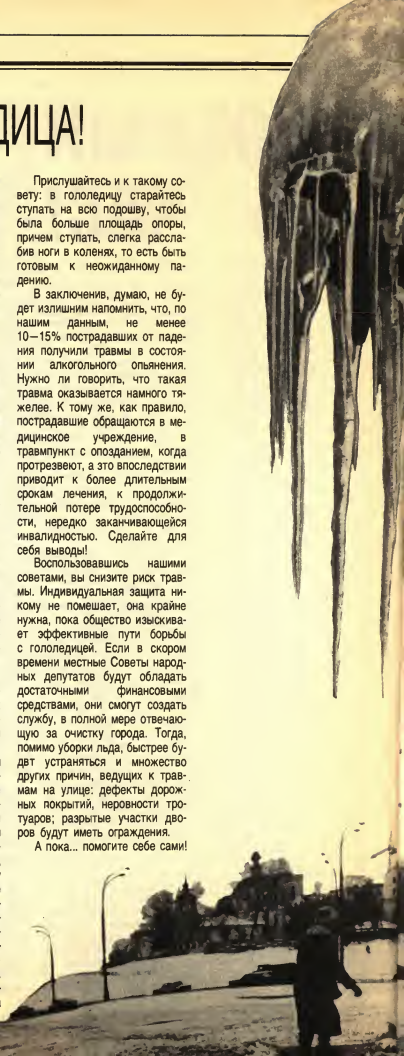 ДИЦА!
Прислушайтесь и к такому со-
вету: в гололедицу старайтесь
ступать на всю подошву, чтобы
была больше площадь опоры,
причем ступать, слегка рассла-
бив ноги в коленях, то есть быть
готовым к неожиданному па-
дению.
В заключенив, думаю, не бу-
дет излишним напомнить, что, по
нашим данным, не менее
10—15% пострадавших от паде-
ния получили травмы в состоя-
нии алкогольного опьянения.
Нужно ли говорить, что такая
травма оказывается намного тя-
желее. К тому же, как правило,
пострадавшие обращаются в ме-
дицинское учреждение, в
травмпункт с опозданием, когда
протрезвеют, а зто впоследствии
приводит к более длительным
срокам лечения, к продолжи-
тельной потере трудоспособно-
сти, нередко заканчивающейся
инвалидностью. Сделайте для
себя выводы!
Воспользовавшись нашими
советами, вы снизите риск трав-
мы. Индивидуальная защита ни-
кому не помешает, она крайне
нужна, пока общество изыскива-
ет эффективные пути борьбы
с гололедицей. Если в скором
времени местные Советы народ-
ных депутатов будут обладать
достаточными финансовыми
средствами, они смогут создать
службу, в полной мере отвечаю-
щую за очистку города. Тогда,
помимо уборки льда, быстрее бу-
двт устраняться и множество
других причин, ведущих к трав-
мам на улице: дефекты дорож-
ных покрытий, неровности тро-
туаров; разрытые участки дво-
ров будут иметь ограждения.
А пока... помогите себе сами!